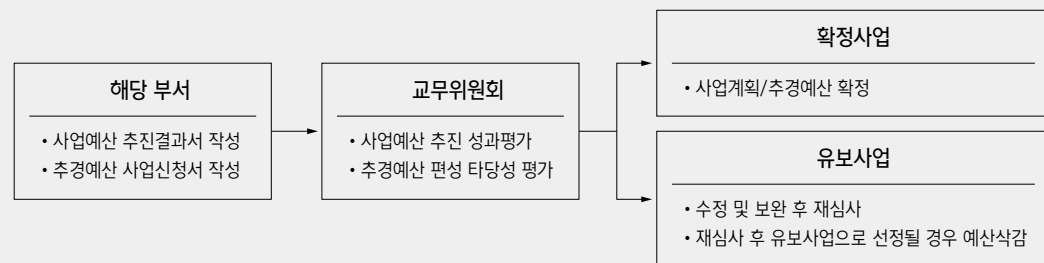 해당 부서
• 사업예산 추진결과서 작성
• 추경예산 사업신청서 작성
교무위원회
• 사업예산 추진 성과평가
• 추경예산 편성 타당성 평가
확정사업
• 사업계획/추경예산 확정
유보사업
• 수정 및 보완 후 재심사
• 재심사 후 유보사업으로 선정될 경우 예산삭감